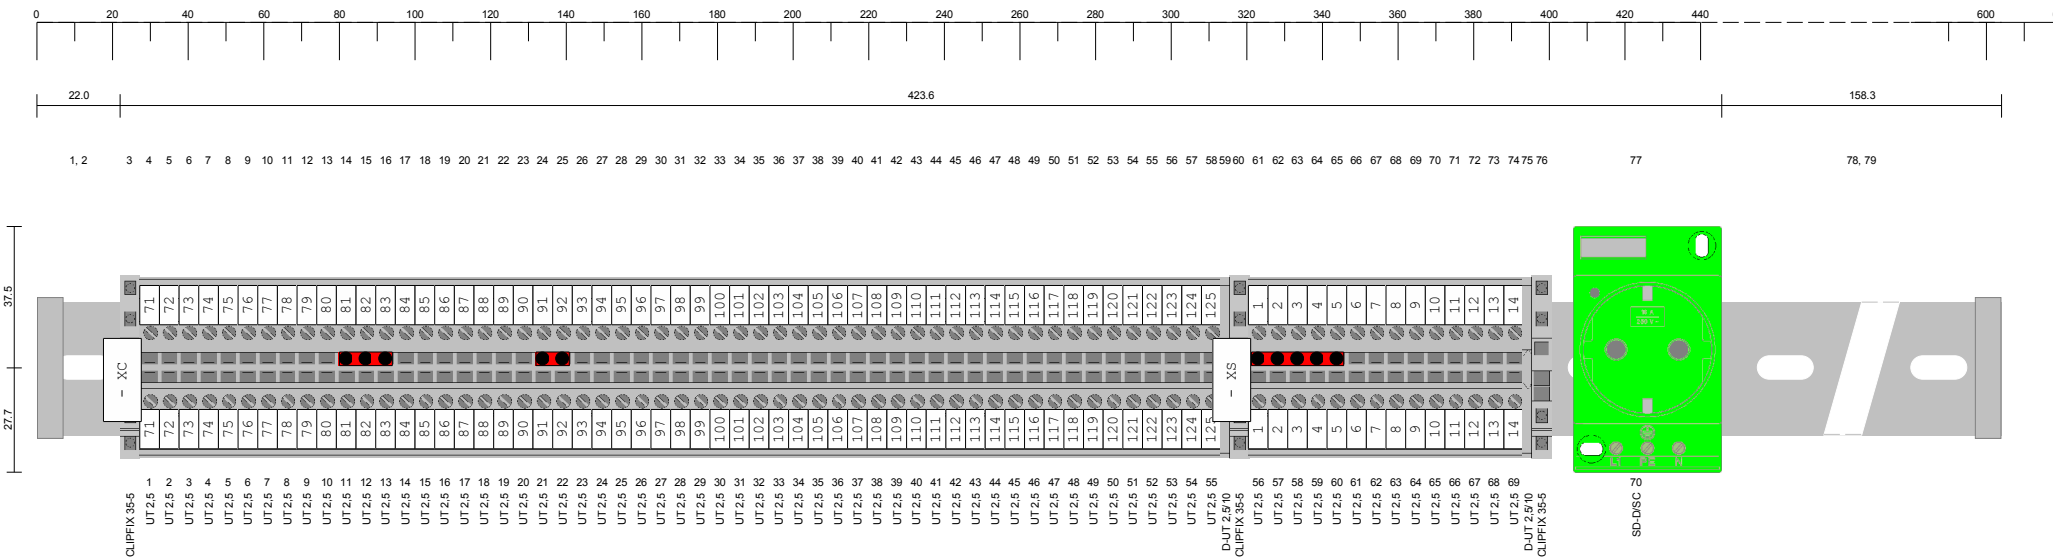 0 20 40 60 80 100 120 140 160 180 200 220 240 260 280 300 320 340 360 380 400 420 440 600
22.0 423.6 158.3
1, 2 3 4 5 6 7 8 9 10 11 12 13 14 15 16 17 18 19 20 21 22 23 24 25 26 27 28 29 30 31 32 33 34 35 36 37 38 39 40 41 42 43 44 45 46 47 48 49 50 51 52 53 54 55 56 57 58 59 60 61 62 63 64 65 66 67 68 69 70 71 72 73 74 75 76 77 78, 79
37.5
27.7
71 72 73 74 75 76 77 78 79 80 81 82 83 84 85 86 87 88 89 90 91 92 93 94 95 96 97 98 99 100 101 102 103 104 105 106 107 108 109 110 111 112 113 114 115 116 117 118 119 120 121 122 123 124 125 1 2 3 4 5 6 7 8 9 10 11 12 13 14
- XC
- XS
71 72 73 74 75 76 77 78 79 80 81 82 83 84 85 86 87 88 89 90 91 92 93 94 95 96 97 98 99 100 101 102 103 104 105 106 107 108 109 110 111 112 113 114 115 116 117 118 119 120 121 122 123 124 1 2 3 4 5 6 7 8 9 10 11 12 13 14
1 2 3 4 5 6 7 8 9 10 11 12 13 14 15 16 17 18 19 20 21 22 23 24 25 26 27 28 29 30 31 32 33 34 35 36 37 38 39 40 41 42 43 44 45 46 47 48 49 50 51 52 53 54 55 56 57 58 59 60 61 62 63 64 65 66 67 68 69 70
CLIPFIX 35-5 UT 2,5 UT 2,5 UT 2,5 UT 2,5 UT 2,5 UT 2,5 UT 2,5 UT 2,5 UT 2,5 UT 2,5 UT 2,5 UT 2,5 UT 2,5 UT 2,5 UT 2,5 UT 2,5 UT 2,5 UT 2,5 UT 2,5 UT 2,5 UT 2,5 UT 2,5 UT 2,5 UT 2,5 UT 2,5 UT 2,5 UT 2,5 UT 2,5 UT 2,5 UT 2,5 UT 2,5 UT 2,5 UT 2,5 UT 2,5 UT 2,5 UT 2,5 UT 2,5 UT 2,5 UT 2,5 UT 2,5 UT 2,5 UT 2,5 UT 2,5 UT 2,5 UT 2,5 UT 2,5 UT 2,5 UT 2,5 UT 2,5 UT 2,5 UT 2,5 UT 2,5 UT 2,5 UT 2,5 UT 2,5 D-UT 2,5/10 CLIPFIX 35-5 UT 2,5 UT 2,5 UT 2,5 UT 2,5 UT 2,5 UT 2,5 UT 2,5 UT 2,5 UT 2,5 UT 2,5 UT 2,5 UT 2,5 UT 2,5 UT 2,5 D-UT 2,5/10 CLIPFIX 35-5 SD-D/SC